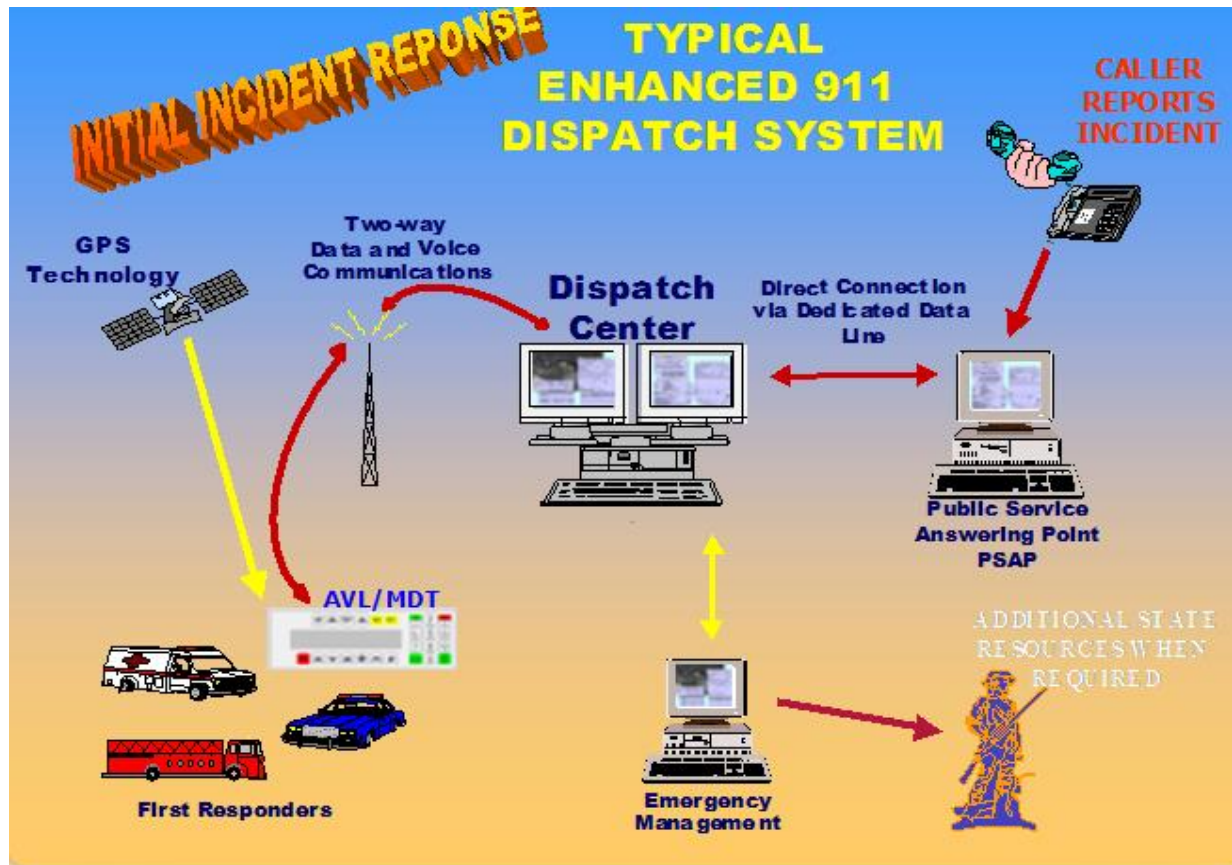 INITIAL INCIDENT REPONSE
TYPICAL
ENHANCED 911
DISPATCH SYSTEM
CALLER
REPORTS
INCIDENT
GPS
Technology
Two-way
Data and Voice
Communications
Dispatch
Center
Direct Connection
via Dedicated Data
Line
Public Service
Answering Point
PSAP
AVL/MDT
ADDITIONAL STATE
RESOURCES WHEN
REQUIRED
First Responders
Emergency
Management